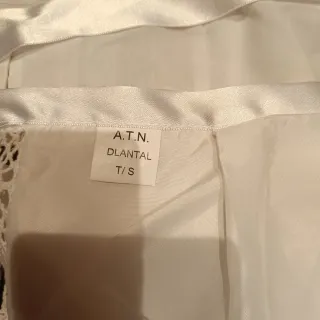 A.T.N.
DLANTAL
T/ S